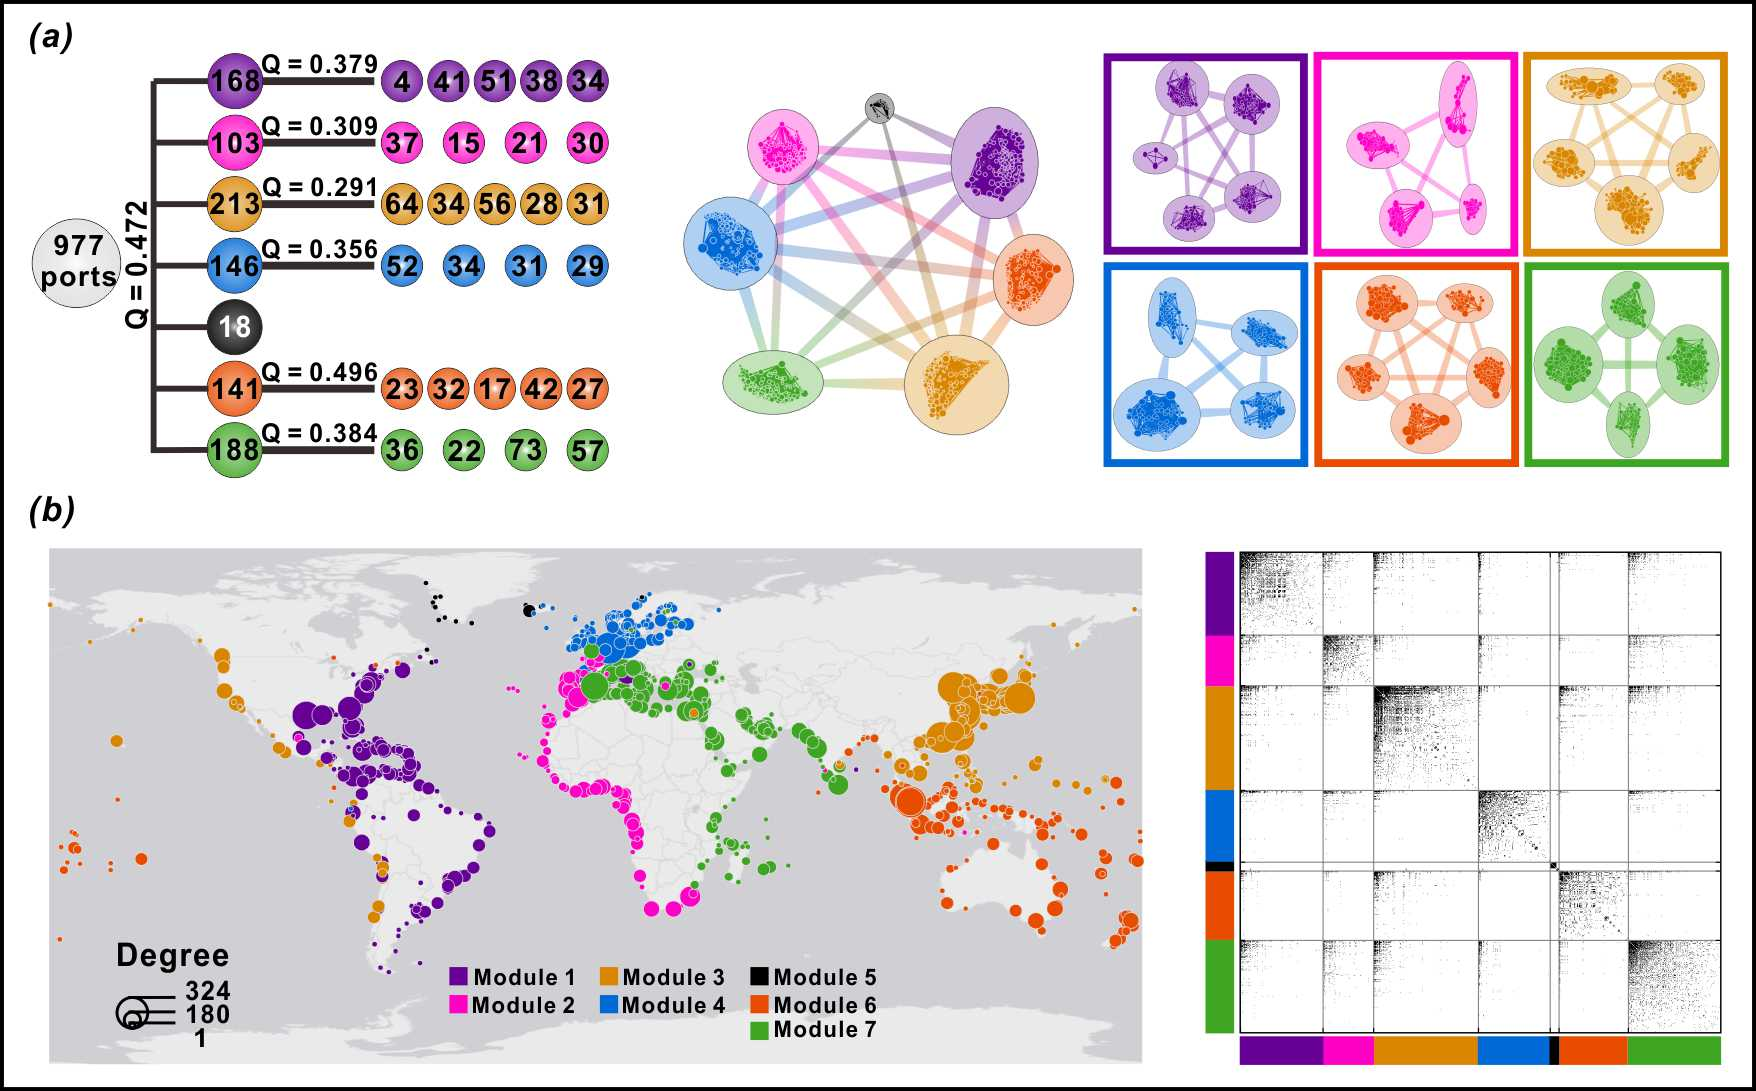 (a)
977
ports
Q = 0.472
168 Q = 0.379 4 41 51 38 34
103 Q = 0.309 37 15 21 30
213 Q = 0.291 64 34 56 28 31
146 Q = 0.356 52 34 31 29
18
141 Q = 0.496 23 32 17 42 27
188 Q = 0.384 36 22 73 57
(b)
Degree
324
180
1
Module 1
Module 2
Module 3
Module 4
Module 5
Module 6
Module 7